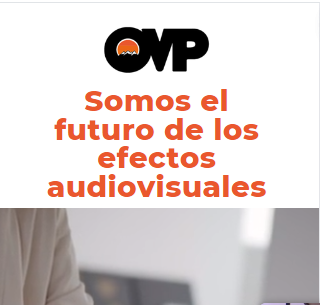 OVP
Somos el
futuro de los
efectos
audiovisuales